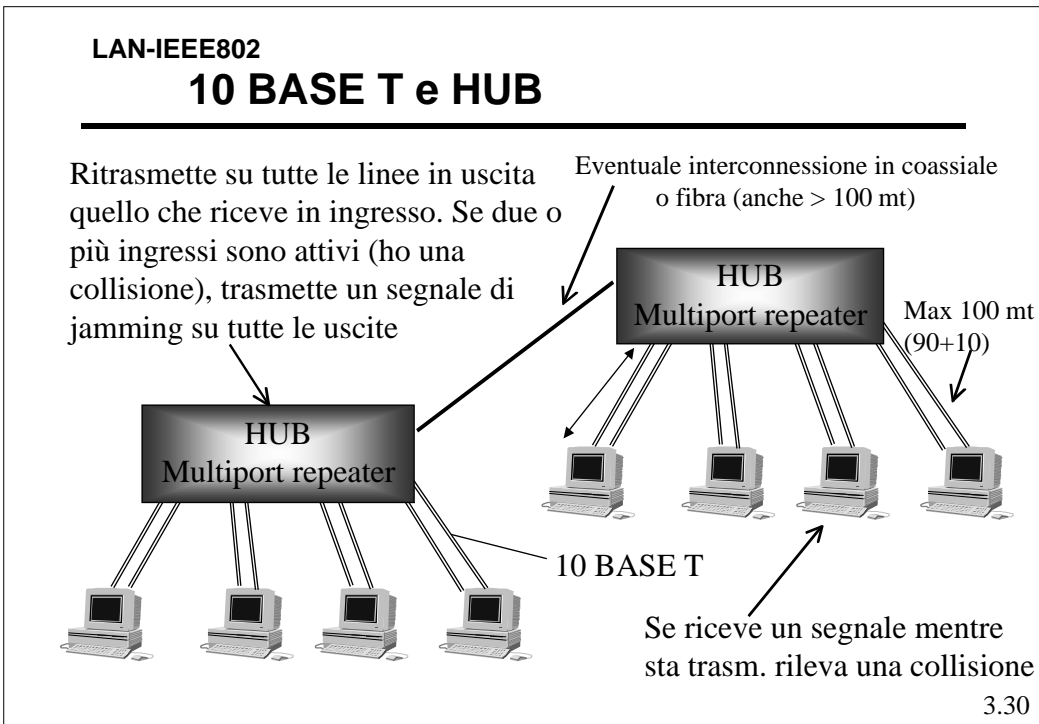 LAN-IEEE802
10 BASE T e HUB
Ritrasmette su tutte le linee in uscita
quello che riceve in ingresso. Se due o
più ingressi sono attivi (ho una
collisione), trasmette un segnale di
jamming su tutte le uscite
Eventuale interconnessione in coassiale
o fibra (anche > 100 mt)
HUB
Multiport repeater
Max 100 mt
(90+10)
HUB
Multiport repeater
10 BASE T
Se riceve un segnale mentre
sta trasm. rileva una collisione
3.30